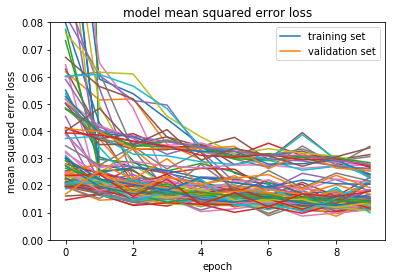 model mean squared error loss
training set
validation set
mean squared error loss
0.08
0.07
0.06
0.05
0.04
0.03
0.02
0.01
0.00
0 2 4 6 8
epoch